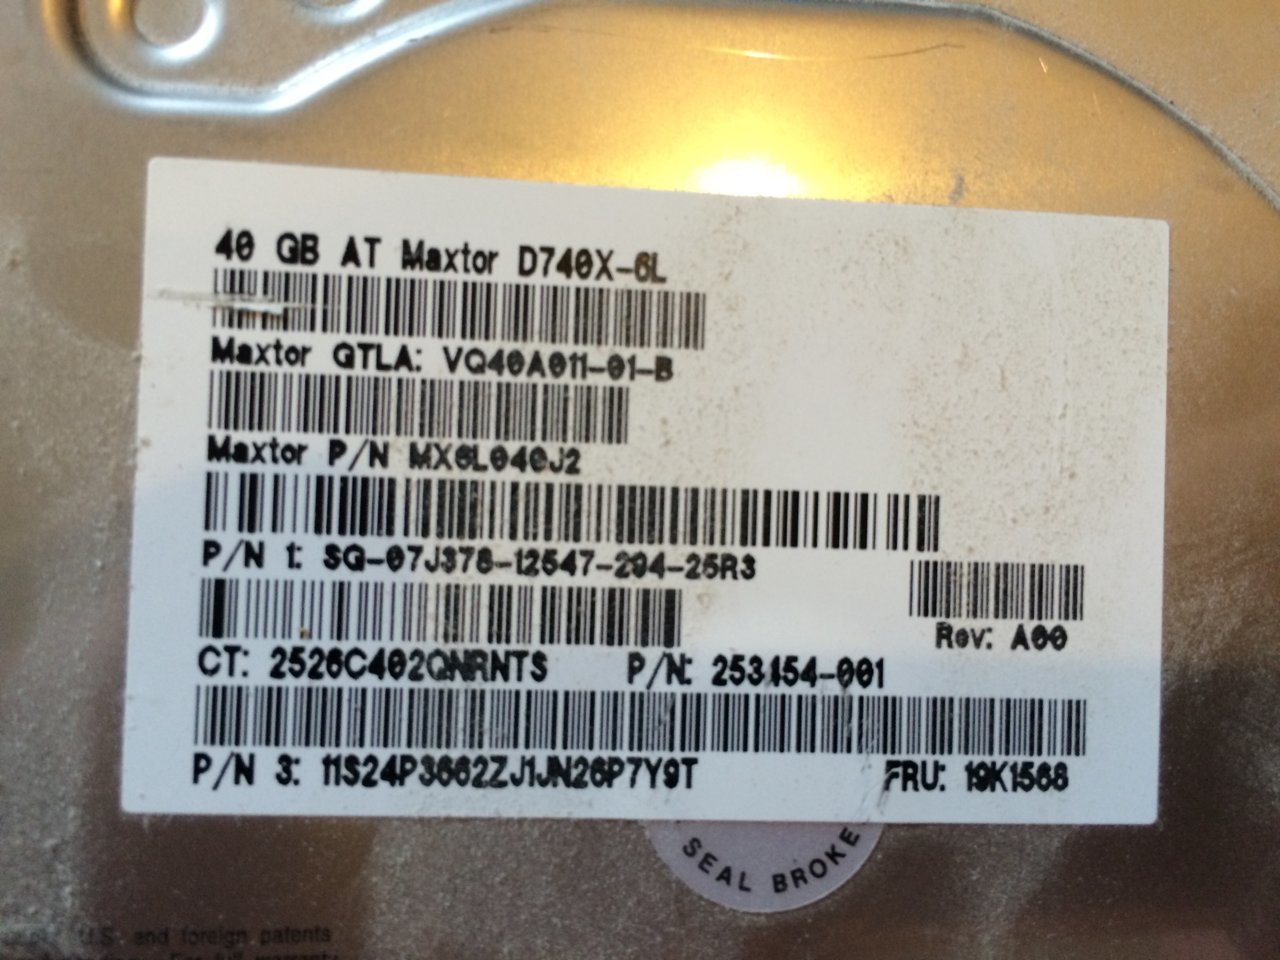 40 GB AT Maxtor D740X-6L
Maxtor GTLA: VQ40A011-01-B
Maxtor P/N MX6L040J2
P/N 1: SG-07J378-12547-294-25R3
Rev: A00
CT: 2526C402QNRNTS P/N: 253154-001
P/N 3: 11S24P3662ZJ1JN26P7Y9T FRU: 19K1568
SEAL BROKE
U.S. and foreign patents